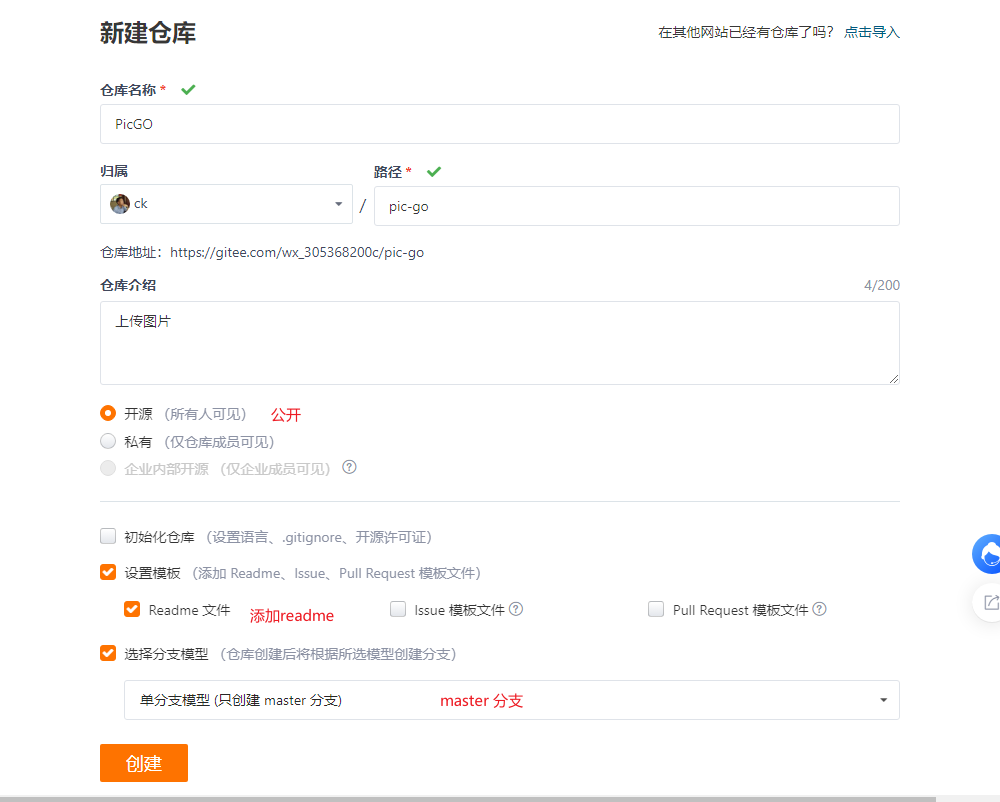 新建仓库
在其他网站已经有仓库了吗? 点击导入
仓库名称 *
PicGO
归属
路径 *
ck
/
pic-go
仓库地址：https://gitee.com/wx_305368200c/pic-go
仓库介绍
4/200
上传图片
开源 （所有人可见） 公开
私有 （仅仓库成员可见）
企业内部开源 （仅企业成员可见） ?
初始化仓库 （设置语言、.gitignore、开源许可证）
设置模板 （添加 Readme、Issue、Pull Request 模板文件）
Readme 文件 添加readme Issue 模板文件 ? Pull Request 模板文件 ?
选择分支模型 （仓库创建后将根据所选模型创建分支）
单分支模型 (只创建 master 分支) master 分支
创建